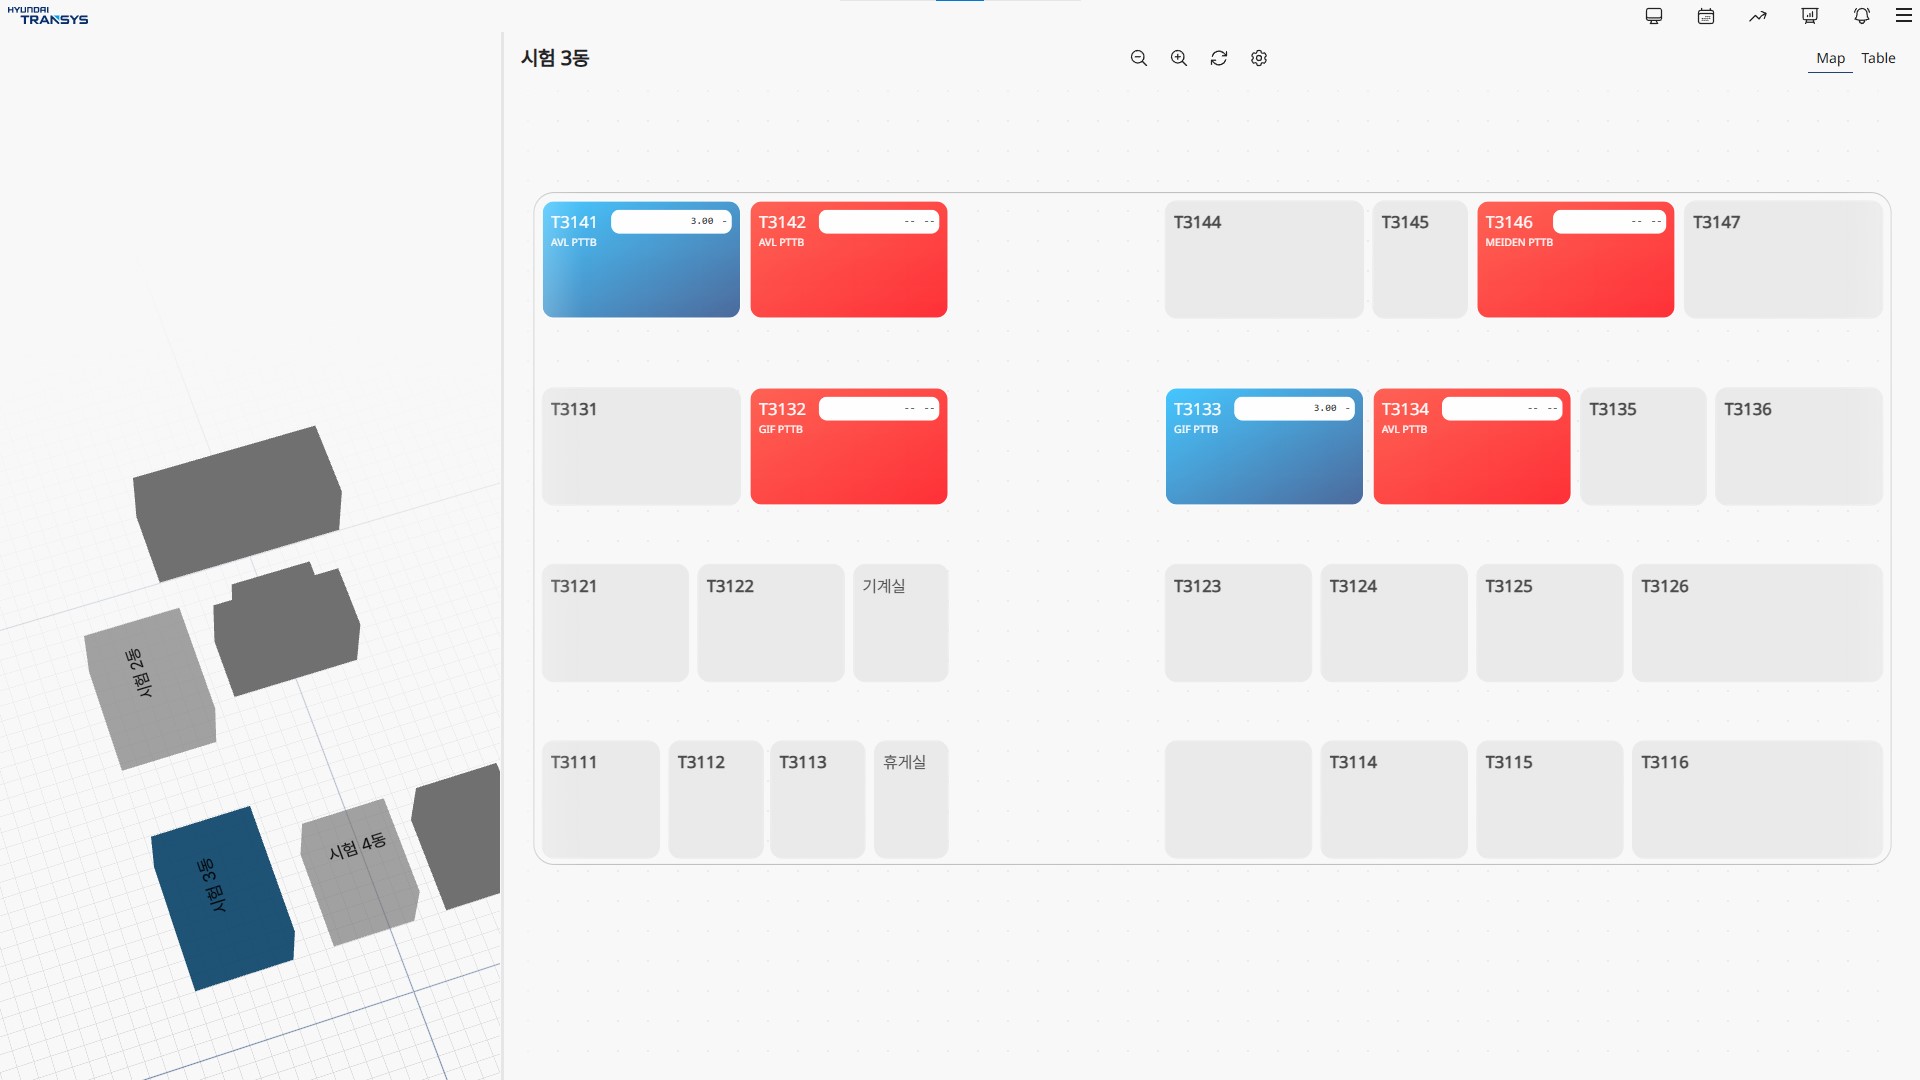 HYUNDAI
TRANSYS
시험 3동
Map Table
T3141 3.00 -
AVL PTTB
T3142 -- --
AVL PTTB
T3144
T3145
T3146 -- --
MEIDEN PTTB
T3147
T3131
T3132 -- --
GIF PTTB
T3133 3.00 -
GIF PTTB
T3134 -- --
AVL PTTB
T3135
T3136
T3121
T3122
기계실
T3123
T3124
T3125
T3126
T3111
T3112
T3113
휴게실
T3114
T3115
T3116
시험 2동
시험 3동
시험 4동